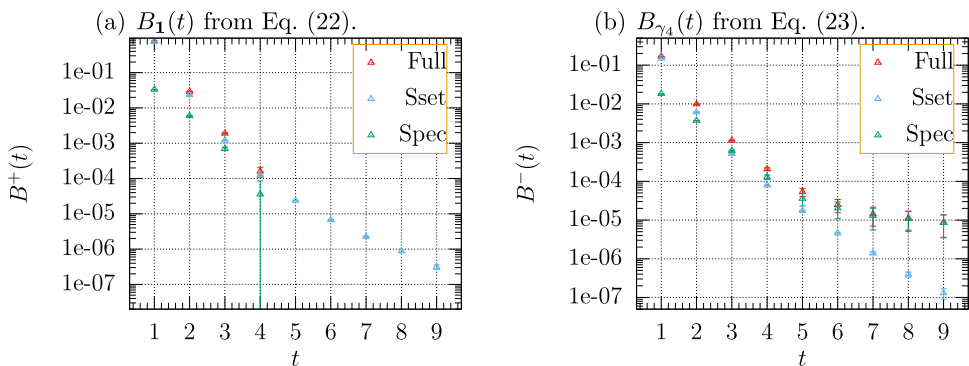 (a) B₁(t) from Eq. (22).
B⁺(t)
1e-01
1e-02
1e-03
1e-04
1e-05
1e-06
1e-07
Full
Sset
Spec
1 2 3 4 5 6 7 8 9
t
(b) B_{γ₄}(t) from Eq. (23).
B⁻(t)
1e-01
1e-02
1e-03
1e-04
1e-05
1e-06
1e-07
Full
Sset
Spec
1 2 3 4 5 6 7 8 9
t